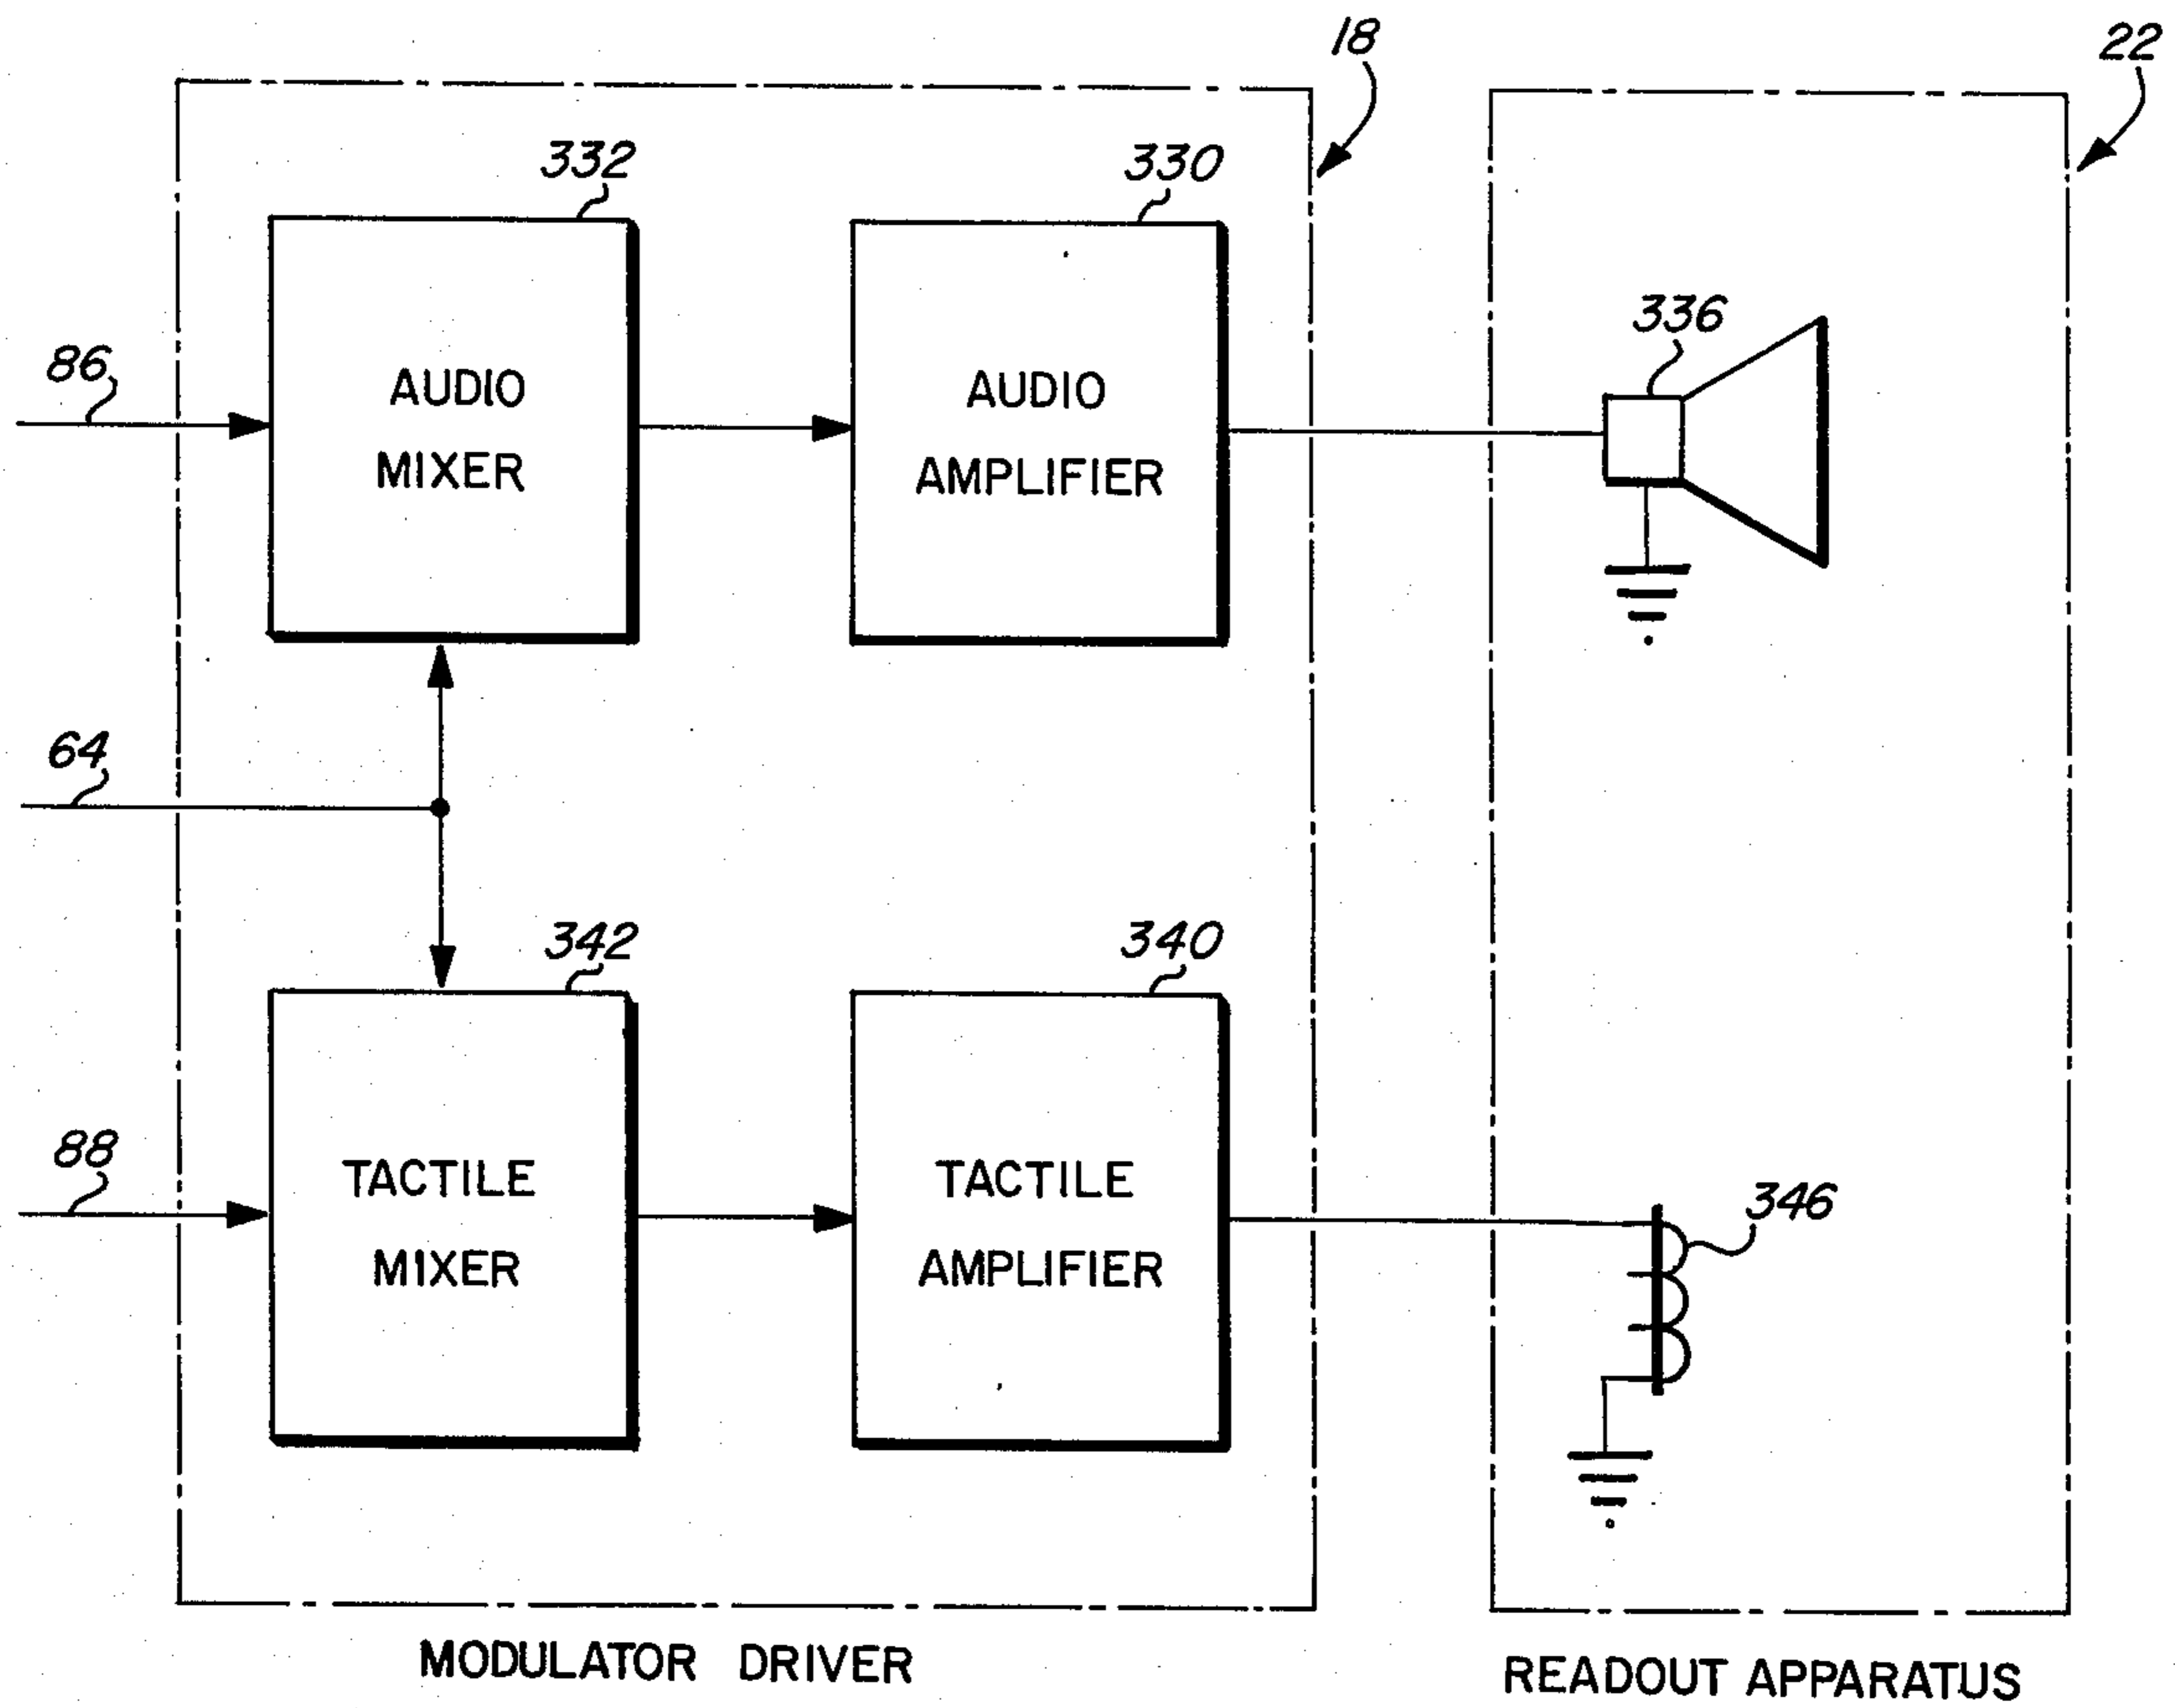 18
22
332
330
AUDIO
MIXER
AUDIO
AMPLIFIER
336
86
64
342
340
88
TACTILE
MIXER
TACTILE
AMPLIFIER
346
MODULATOR DRIVER
READOUT APPARATUS